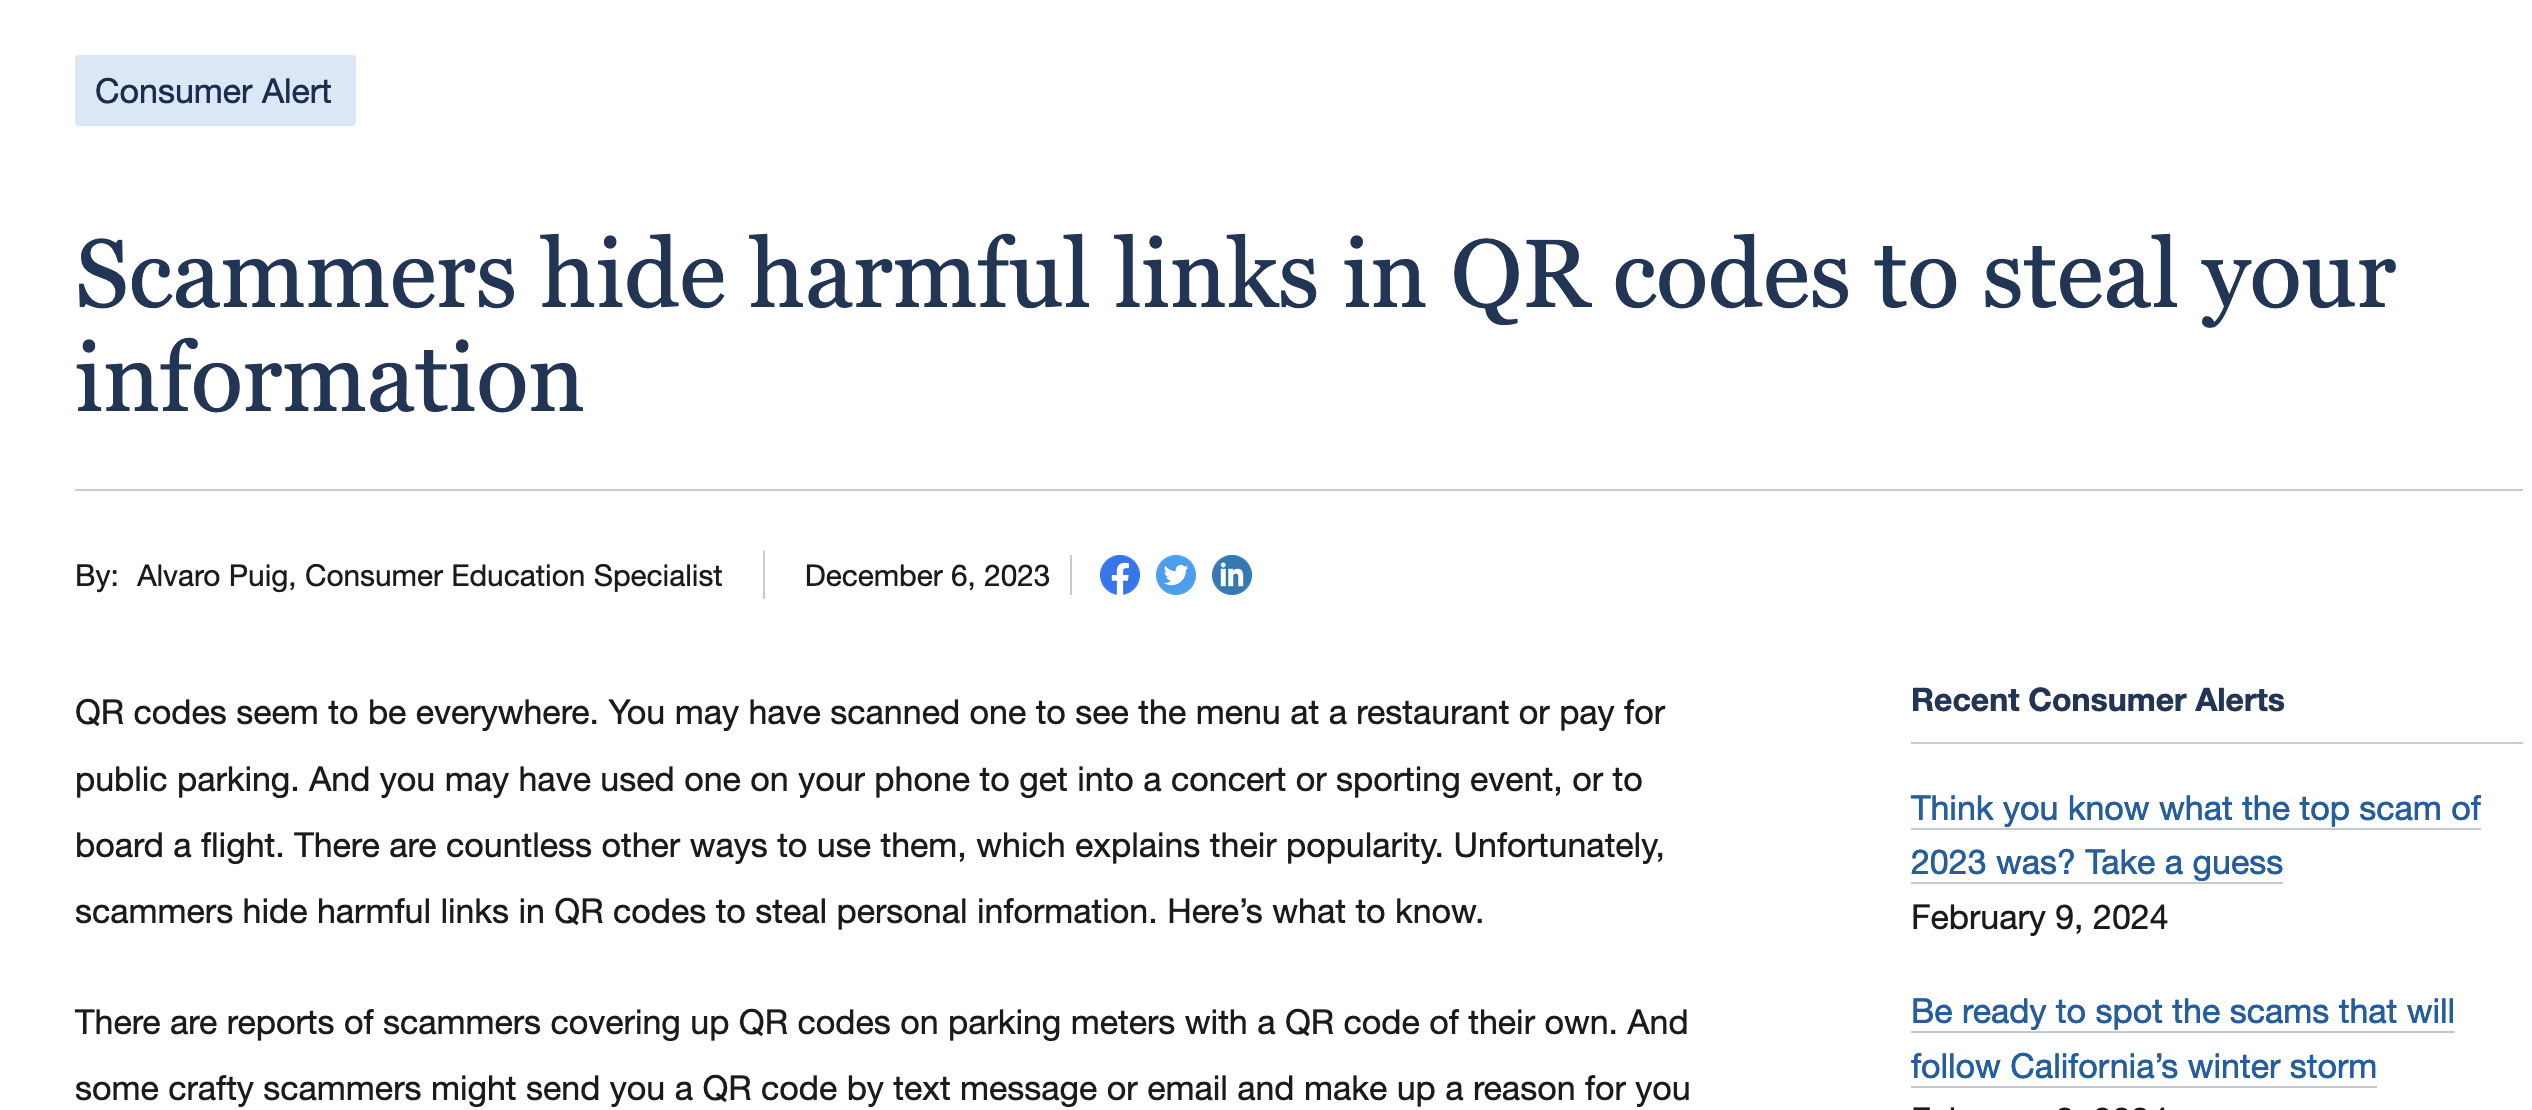 Consumer Alert
Scammers hide harmful links in QR codes to steal your
information
By: Alvaro Puig, Consumer Education Specialist
December 6, 2023
QR codes seem to be everywhere. You may have scanned one to see the menu at a restaurant or pay for
public parking. And you may have used one on your phone to get into a concert or sporting event, or to
board a flight. There are countless other ways to use them, which explains their popularity. Unfortunately,
scammers hide harmful links in QR codes to steal personal information. Here’s what to know.
There are reports of scammers covering up QR codes on parking meters with a QR code of their own. And
some crafty scammers might send you a QR code by text message or email and make up a reason for you
Recent Consumer Alerts
Think you know what the top scam of
2023 was? Take a guess
February 9, 2024
Be ready to spot the scams that will
follow California’s winter storm